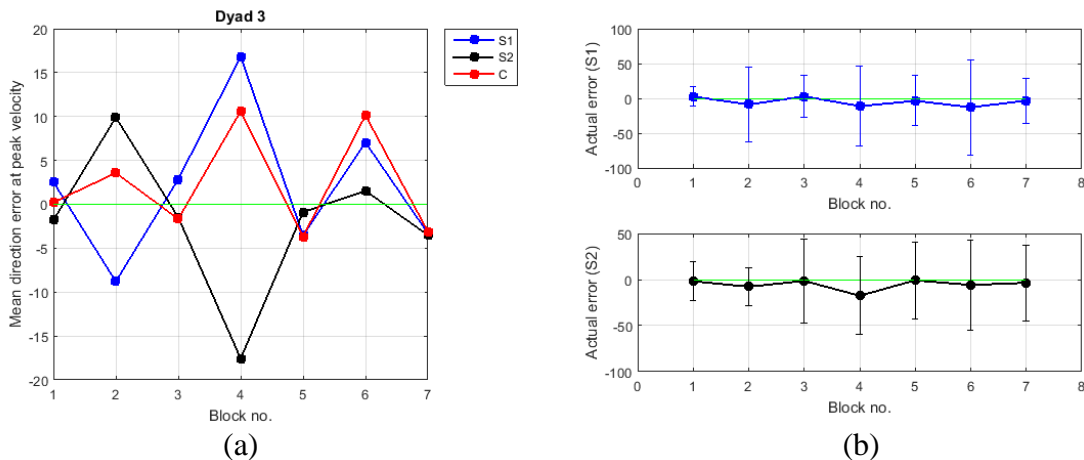 Dyad 3
Mean direction error at peak velocity
20
15
10
5
0
-5
-10
-15
-20
1 2 3 4 5 6 7
Block no.
S1
S2
C
(a)
Actual error (S1)
100
50
0
-50
-100
0 1 2 3 4 5 6 7 8
Block no.
Actual error (S2)
50
0
-50
-100
0 1 2 3 4 5 6 7 8
Block no.
(b)